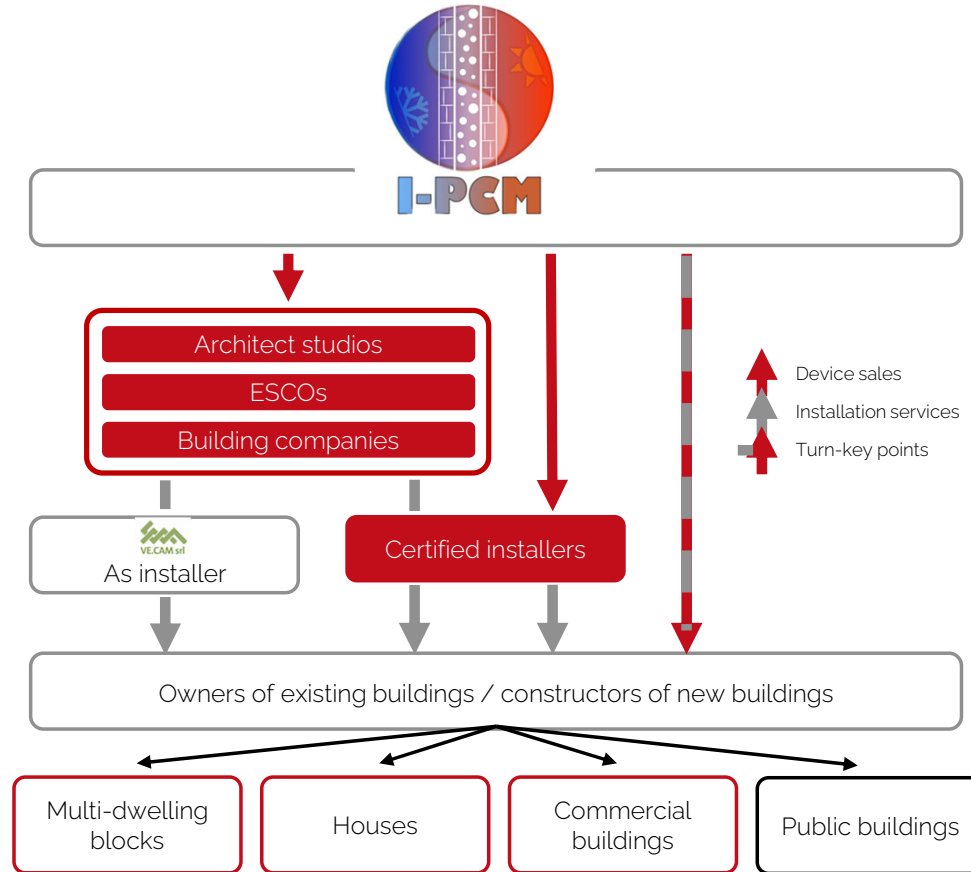 I-PCM
Architect studios
ESCOs
Building companies
Device sales
Installation services
Turn-key points
VE.CAM srl
As installer
Certified installers
Owners of existing buildings / constructors of new buildings
Multi-dwelling
blocks
Houses
Commercial
buildings
Public buildings